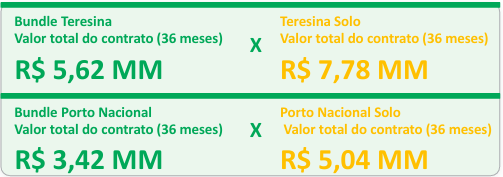 Bundle Teresina
Valor total do contrato (36 meses)
R$ 5,62 MM
X
Teresina Solo
Valor total do contrato (36 meses)
R$ 7,78 MM
Bundle Porto Nacional
Valor total do contrato (36 meses)
R$ 3,42 MM
X
Porto Nacional Solo
Valor total do contrato (36 meses)
R$ 5,04 MM